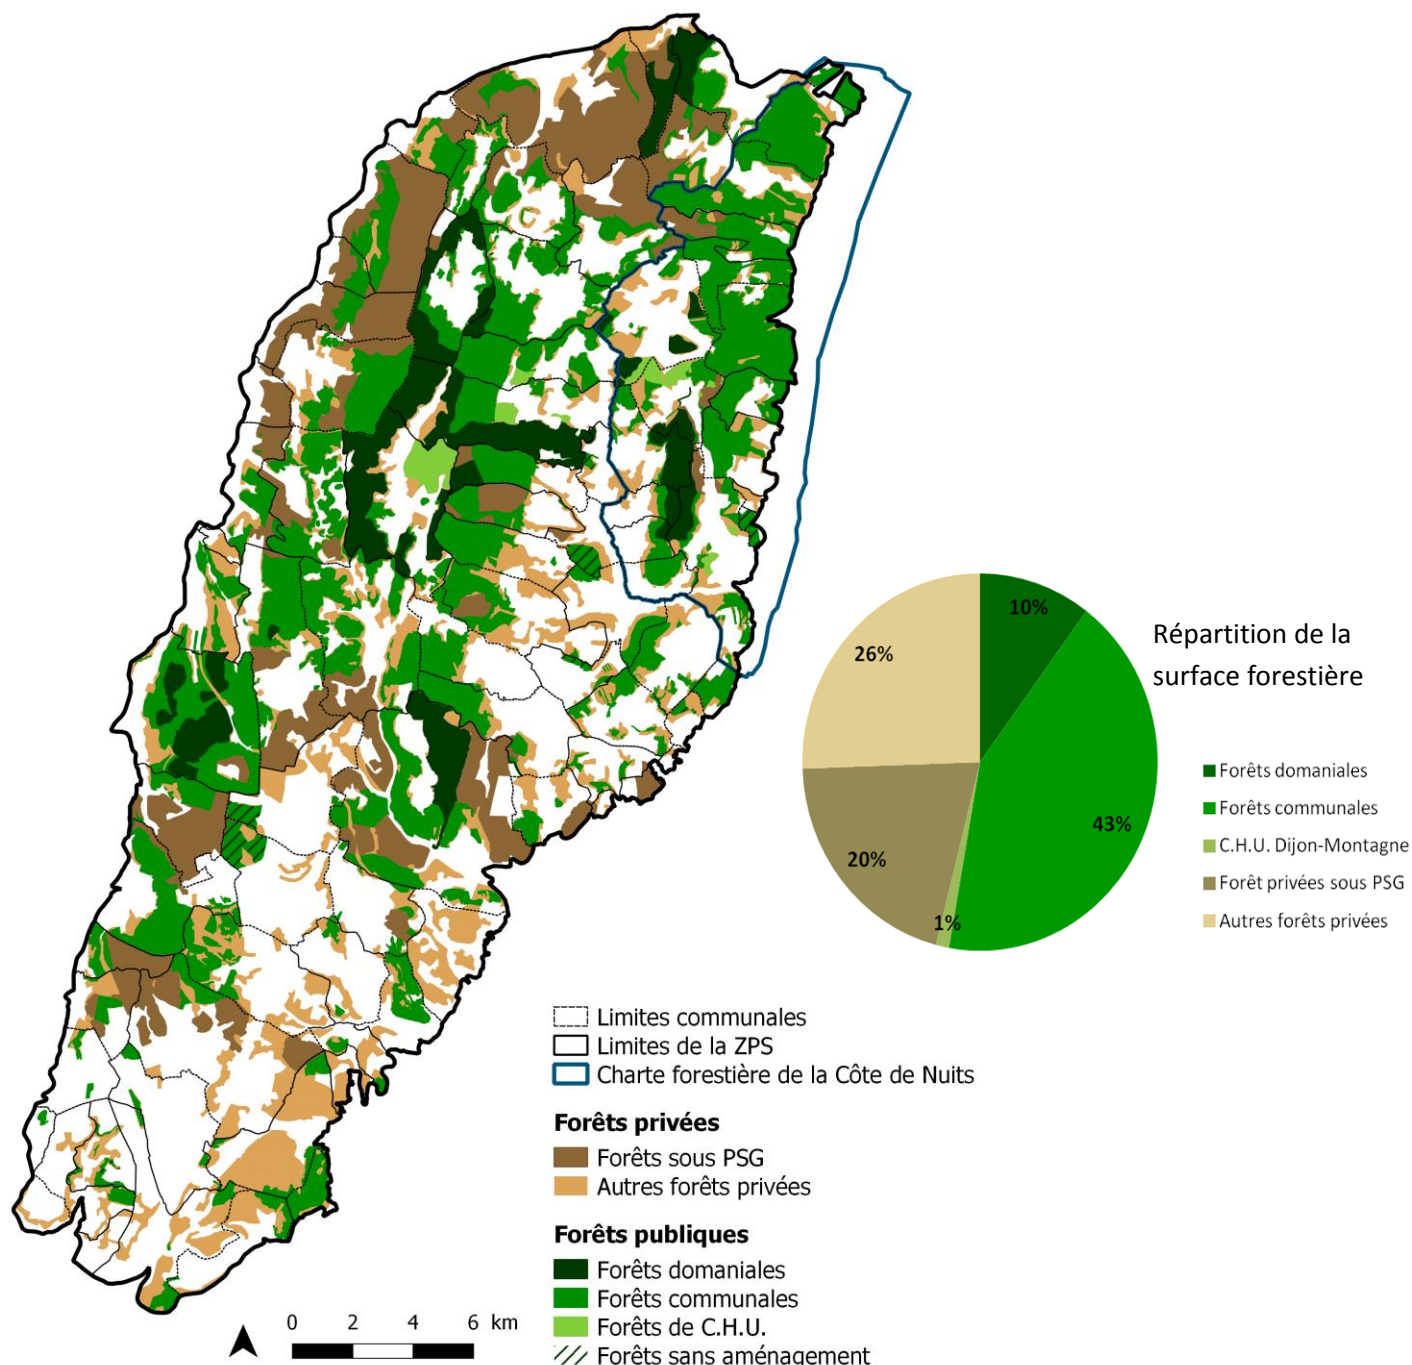 10%
Répartition de la
surface forestière
26%
Forêts domaniales
Forêts communales
43%
C.H.U. Dijon-Montagne
20%
Forêt privées sous PSG
1%
Autres forêts privées
Limites communales
Limites de la ZPS
Charte forestière de la Côte de Nuits
Forêts privées
Forêts sous PSG
Autres forêts privées
Forêts publiques
Forêts domaniales
Forêts communales
Forêts de C.H.U.
Forêts sans aménagement
0 2 4 6 km